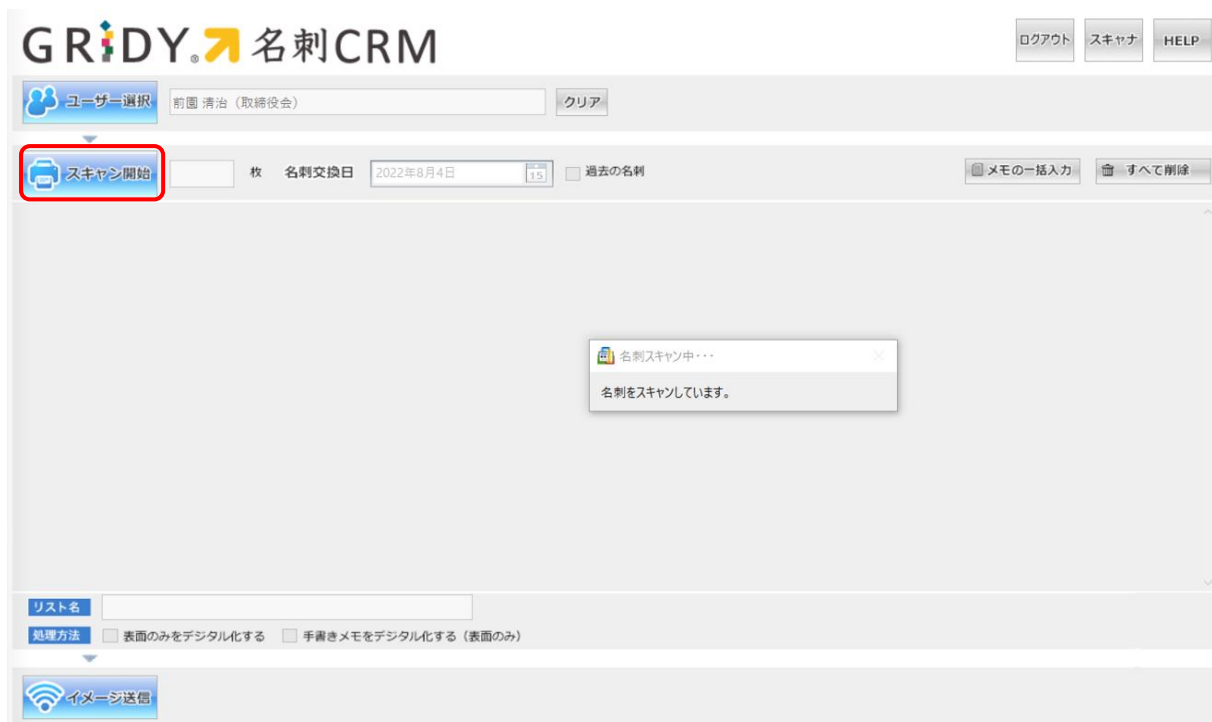 GRiDY® 名刺CRM
ログアウト スキャナ HELP
ユーザー選択 前園 清治（取締役会） クリア
スキャン開始 枚 名刺交換日 2022年8月4日 15 過去の名刺 メモの一括入力 すべて削除
名刺スキャン中・・・
名刺をスキャンしています。
リスト名
処理方法 表面のみをデジタル化する 手書きメモをデジタル化する（表面のみ）
イメージ送信